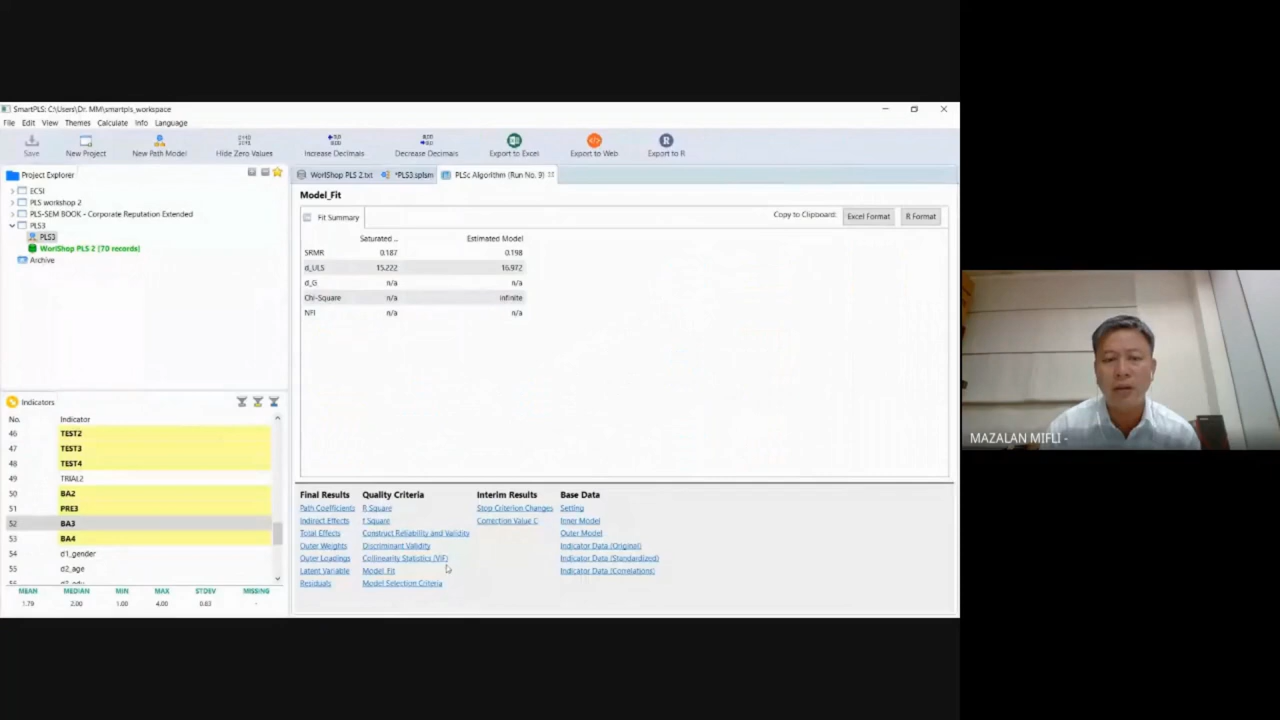 SmartPLS: C:\Users\Dr. MM\smartpls_workspace
File Edit View Themes Calculate Info Language
Save New Project New Path Model Hide Zero Values Increase Decimals Decrease Decimals Export to Excel Export to Web Export to R
Project Explorer
ECSI
PLS workshop 2
PLS-SEM BOOK - Corporate Reputation Extended
PLS3
PLS3
WorlShop PLS 2 [70 records]
Archive
WorlShop PLS 2.txt *PLS3.splsm PLSc Algorithm (Run No. 9)
Model_Fit
Fit Summary Copy to Clipboard: Excel Format R Format
Saturated .. Estimated Model
SRMR 0.187 0.198
d_ULS 15.222 16.972
d_G n/a n/a
Chi-Square n/a infinite
NFI n/a n/a
Indicators
No. Indicator
46 TEST2
47 TEST3
48 TEST4
49 TRIAL2
50 BA2
51 PRE3
52 BA3
53 BA4
54 d1_gender
55 d2_age
56 d2_edu
MEAN MEDIAN MIN MAX STDEV MISSING
1.79 2.00 1.00 4.00 0.83 -
Final Results Quality Criteria Interim Results Base Data
Path Coefficients R Square Stop Criterion Changes Setting
Indirect Effects f Square Correction Value C Inner Model
Total Effects Construct Reliability and Validity Outer Model
Outer Weights Discriminant Validity Indicator Data (Original)
Outer Loadings Collinearity Statistics (VIF) Indicator Data (Standardized)
Latent Variable Model_Fit Indicator Data (Correlations)
Residuals Model Selection Criteria
MAZALAN MIFLI -